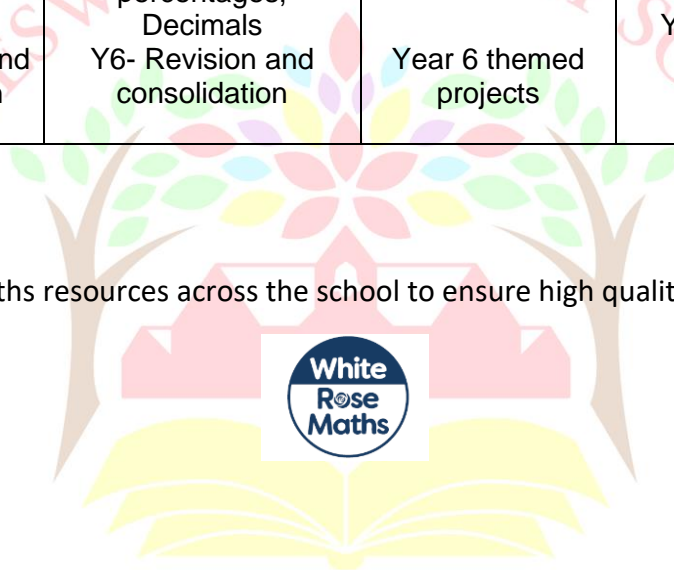 percentages,
Decimals
Y6- Revision and
consolidation
Year 6 themed
projects
ths resources across the school to ensure high qualit
White
Rose
Maths